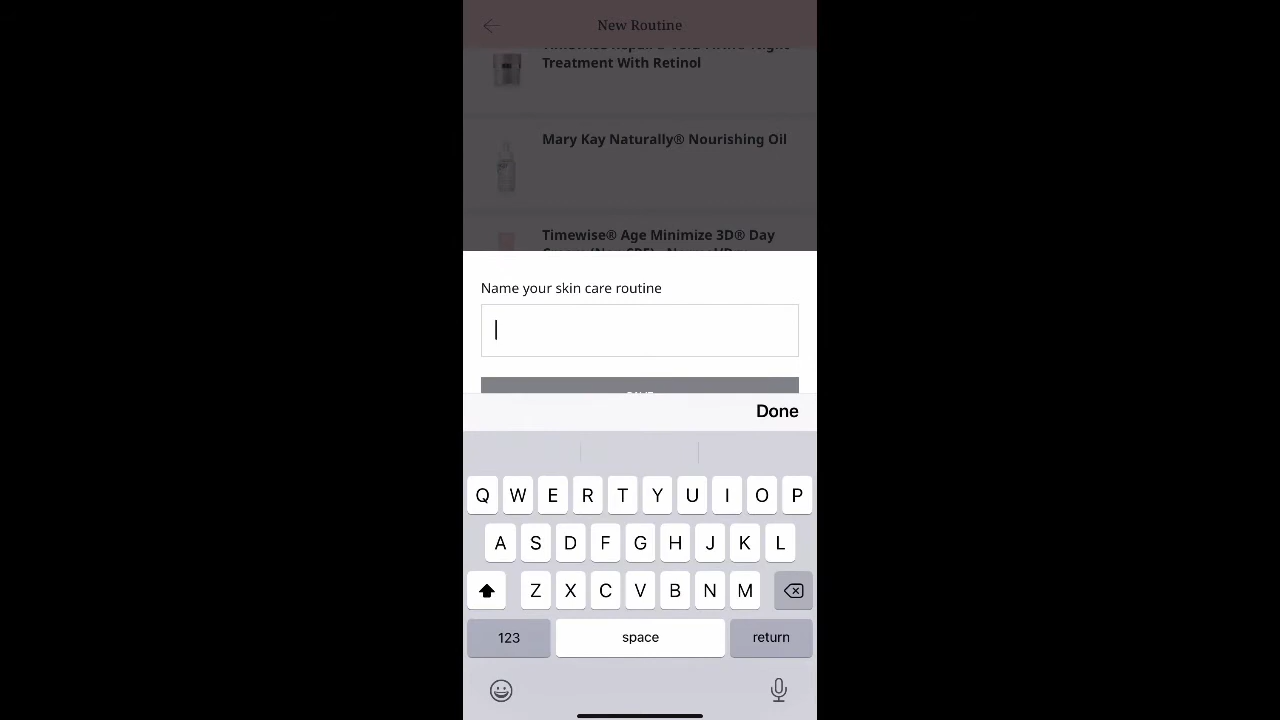 New Routine
Treatment With Retinol
Mary Kay Naturally® Nourishing Oil
Timewise® Age Minimize 3D® Day
Name your skin care routine
Done
Q W E R T Y U I O P
A S D F G H J K L
Z X C V B N M
123 space return